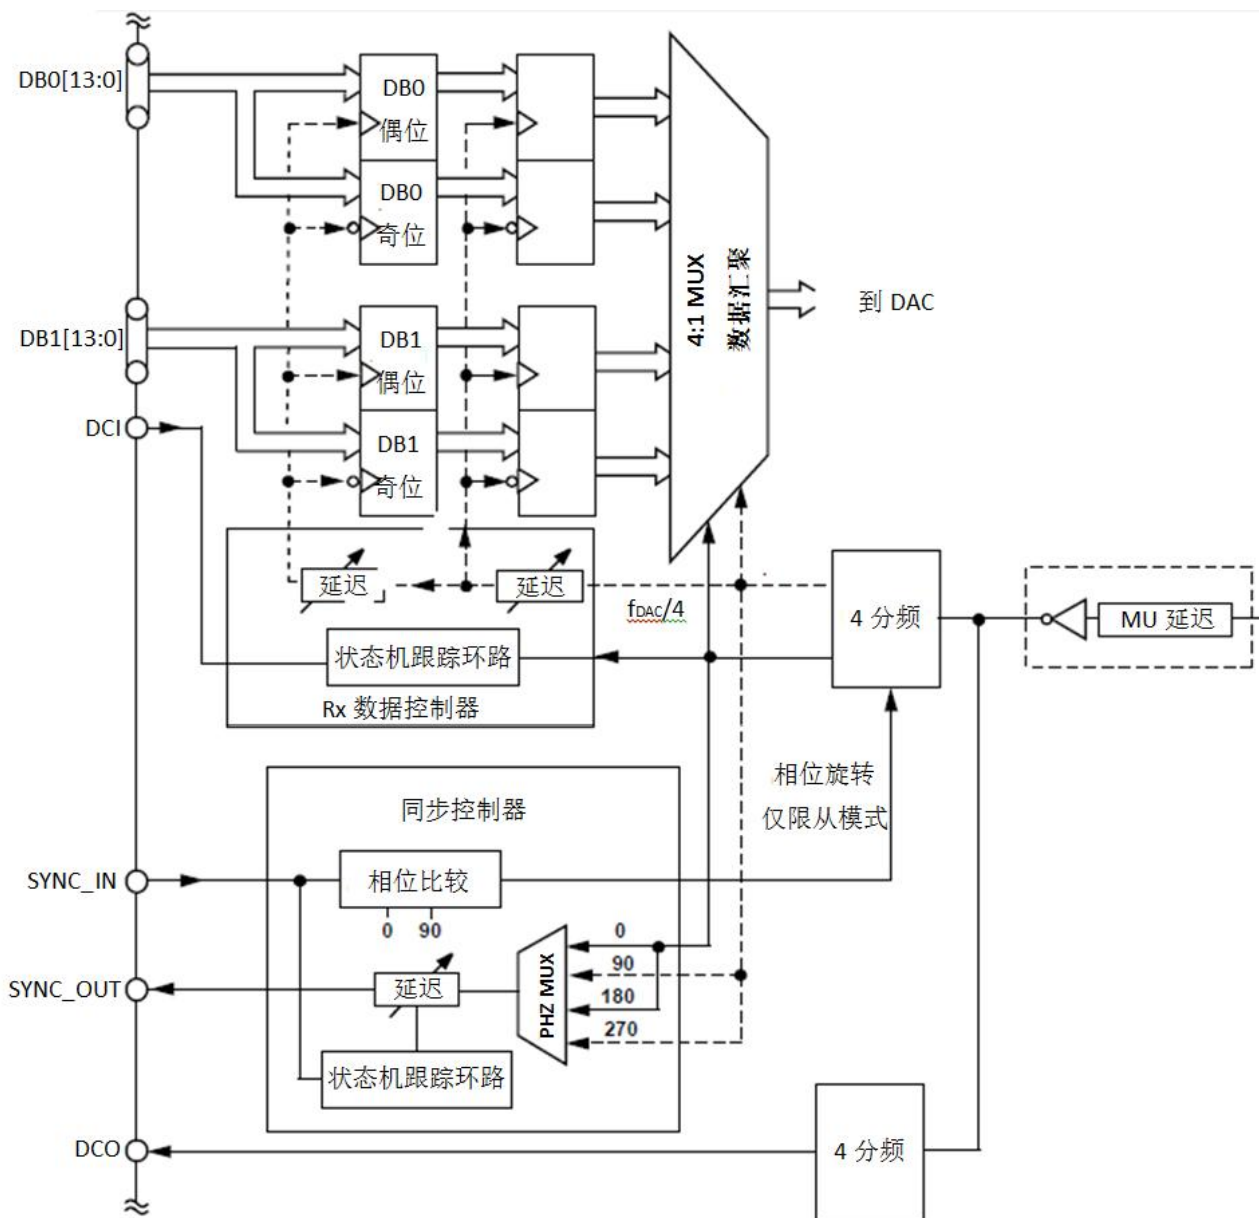 DB0[13:0]
DB0
偶位
DB0
奇位
DB1[13:0]
DB1
偶位
DB1
奇位
4:1 MUX
数据汇聚
到 DAC
DCI
延迟
延迟
fDAC/4
4 分频
MU 延迟
状态机跟踪环路
Rx 数据控制器
相位旋转
仅限从模式
同步控制器
SYNC_IN
相位比较
0 90
0
90
180
270
PHZ MUX
SYNC_OUT
延迟
状态机跟踪环路
DCO
4 分频